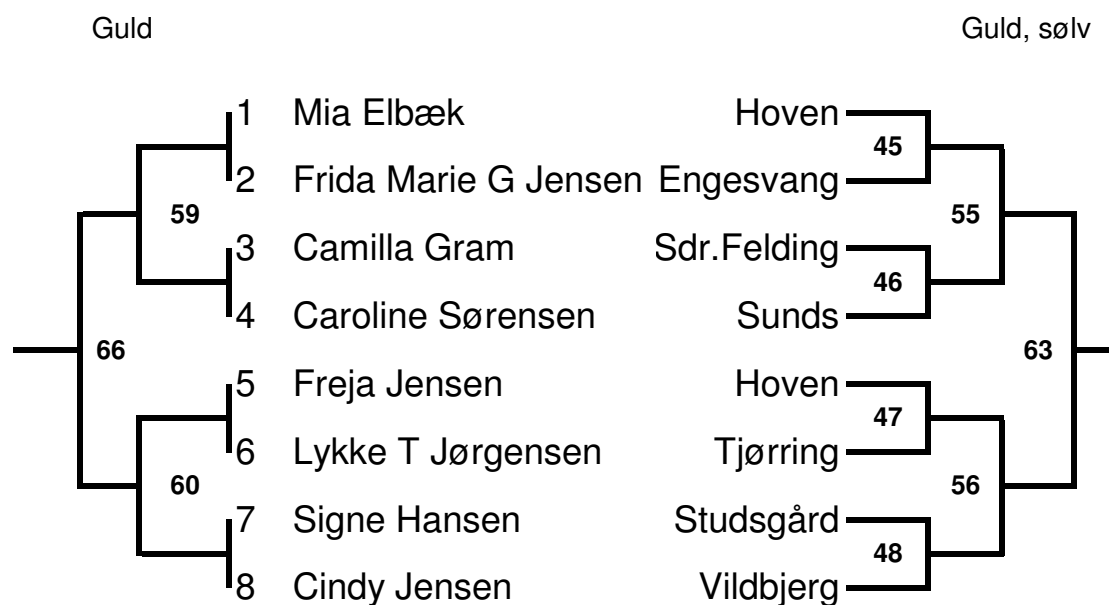 Guld Guld, sølv
1 Mia Elbæk Hoven
45
2 Frida Marie G Jensen Engesvang
59 55
3 Camilla Gram Sdr.Felding
46
4 Caroline Sørensen Sunds
66 63
5 Freja Jensen Hoven
47
6 Lykke T Jørgensen Tjørring
60 56
7 Signe Hansen Studsgård
48
8 Cindy Jensen Vildbjerg